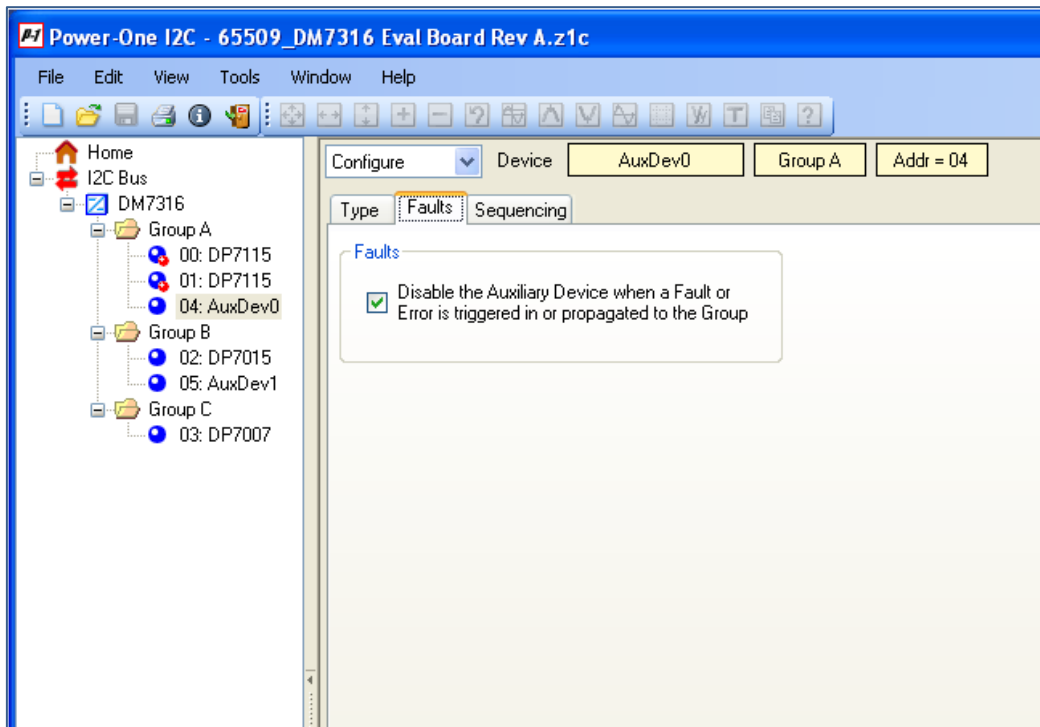 P-1 Power-One I2C - 65509_DM7316 Eval Board Rev A.z1c
File Edit View Tools Window Help
Home
I2C Bus
DM7316
Group A
00: DP7115
01: DP7115
04: AuxDev0
Group B
02: DP7015
05: AuxDev1
Group C
03: DP7007
Configure Device AuxDev0 Group A Addr = 04
Type Faults Sequencing
Faults
Disable the Auxiliary Device when a Fault or
Error is triggered in or propagated to the Group